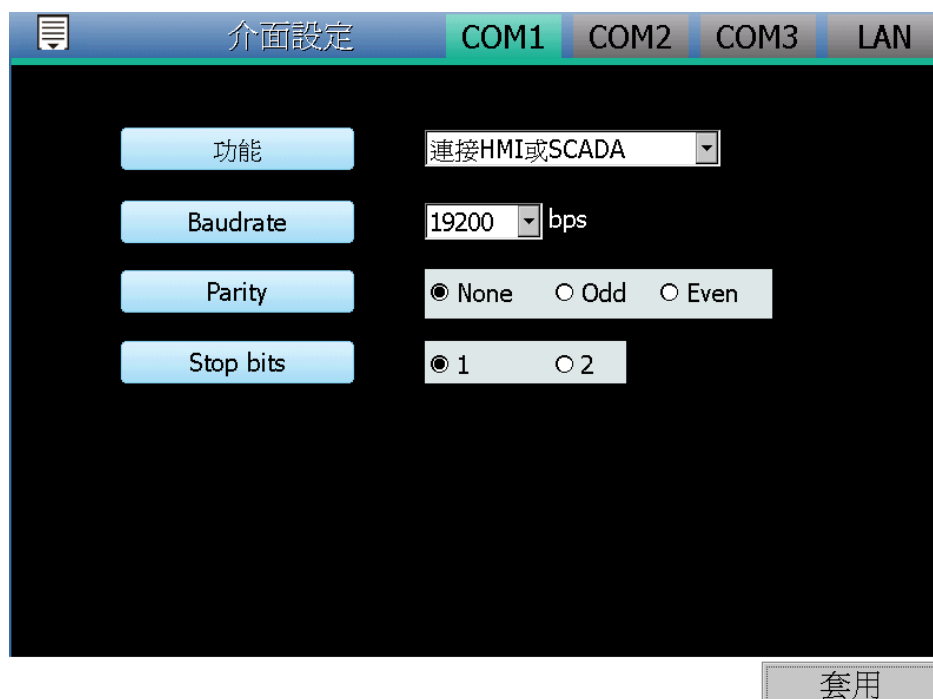 介面設定 COM1 COM2 COM3 LAN
功能 連接HMI或SCADA
Baudrate 19200 bps
Parity None Odd Even
Stop bits 1 2
套用